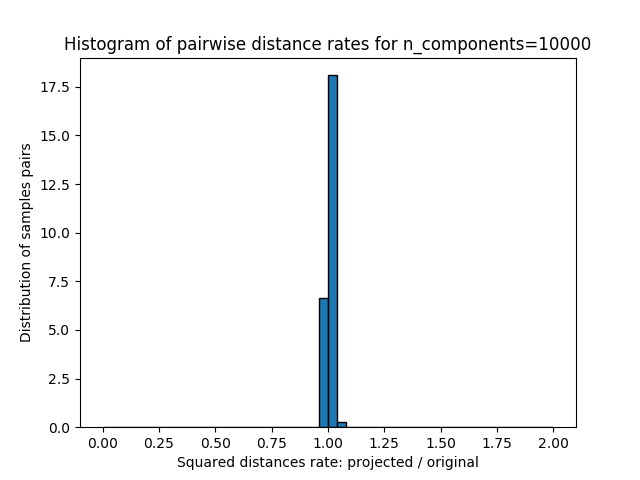 Histogram of pairwise distance rates for n_components=10000
Distribution of samples pairs
17.5
15.0
12.5
10.0
7.5
5.0
2.5
0.0
0.00 0.25 0.50 0.75 1.00 1.25 1.50 1.75 2.00
Squared distances rate: projected / original